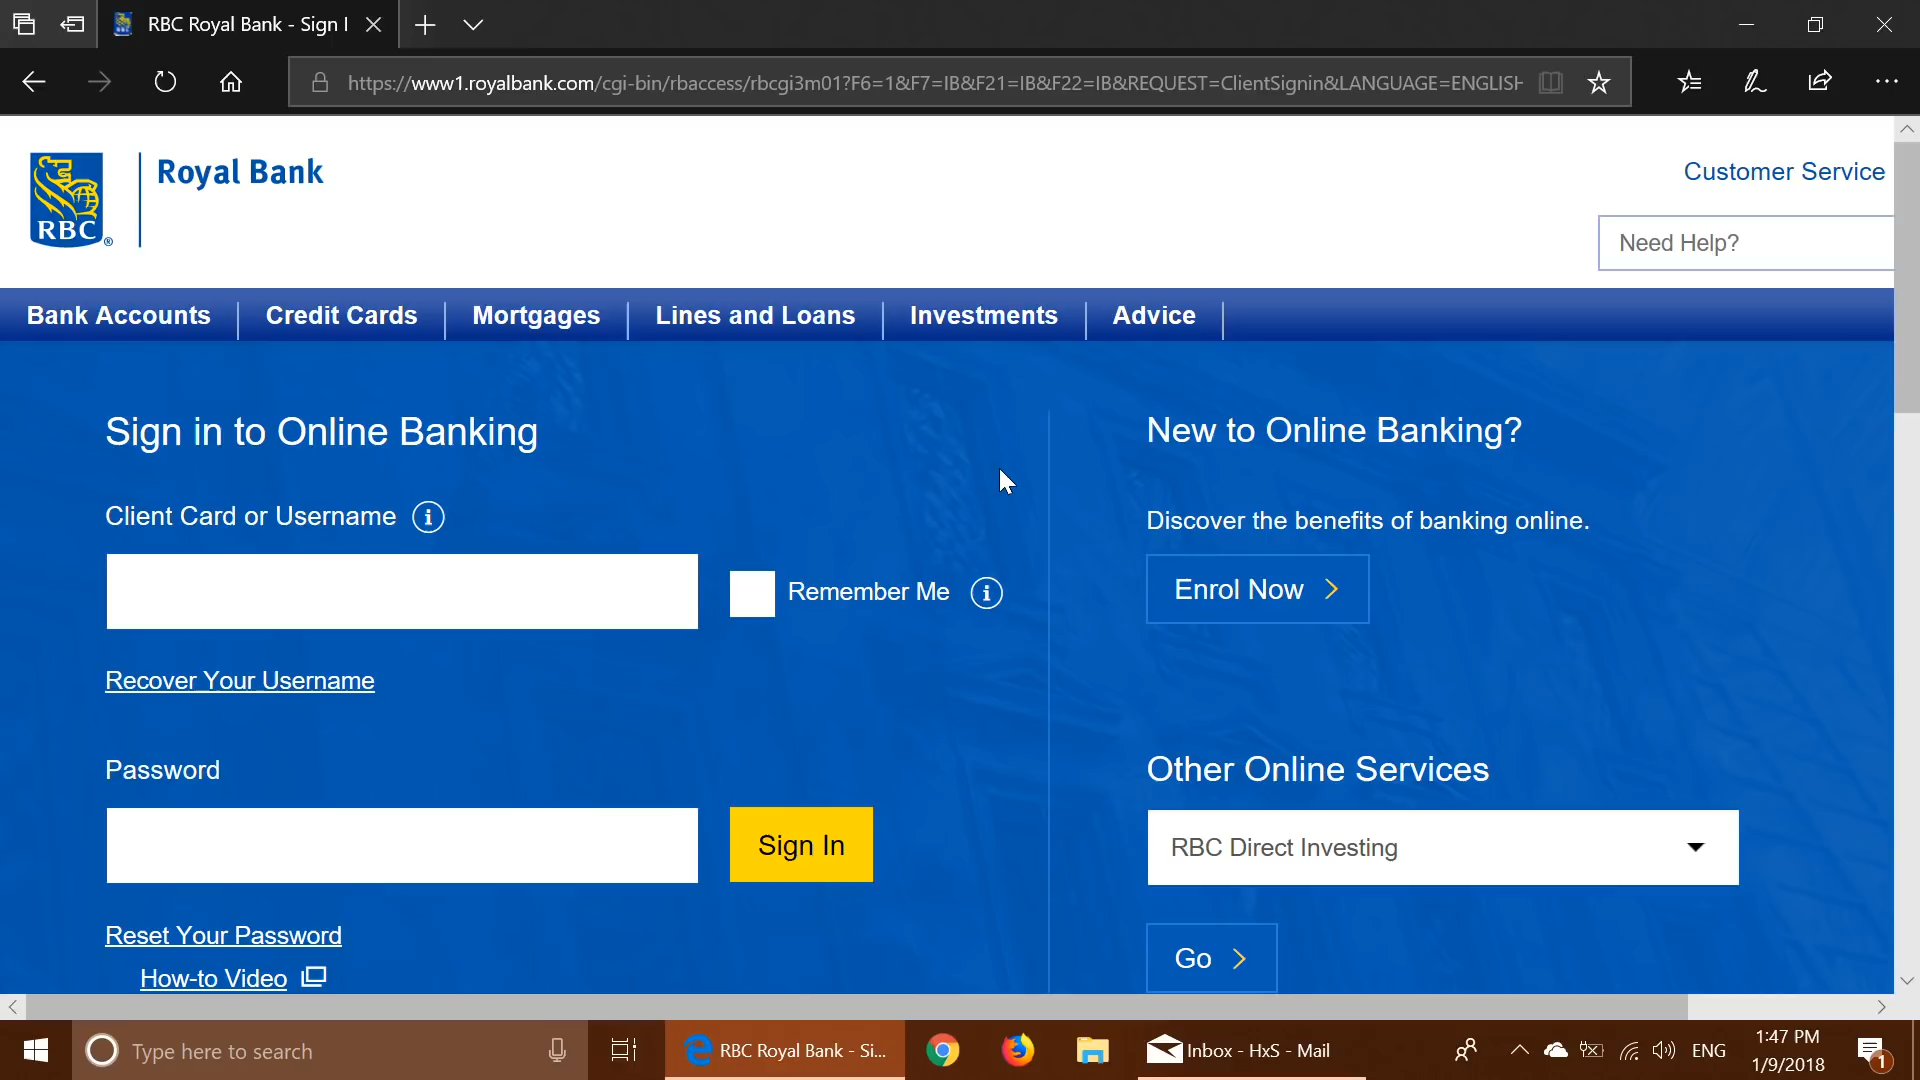 RBC Royal Bank - Sign I
https://www1.royalbank.com/cgi-bin/rbaccess/rbcgi3m01?F6=1&F7=IB&F21=IB&F22=IB&REQUEST=ClientSignin&LANGUAGE=ENGLISH
RBC®
Royal Bank
Customer Service
Need Help?
Bank Accounts
Credit Cards
Mortgages
Lines and Loans
Investments
Advice
Sign in to Online Banking
Client Card or Username
Remember Me
Recover Your Username
Password
Sign In
Reset Your Password
How-to Video
New to Online Banking?
Discover the benefits of banking online.
Enrol Now
Other Online Services
RBC Direct Investing
Go
Type here to search
RBC Royal Bank - Si...
Inbox - HxS - Mail
ENG
1:47 PM
1/9/2018
1